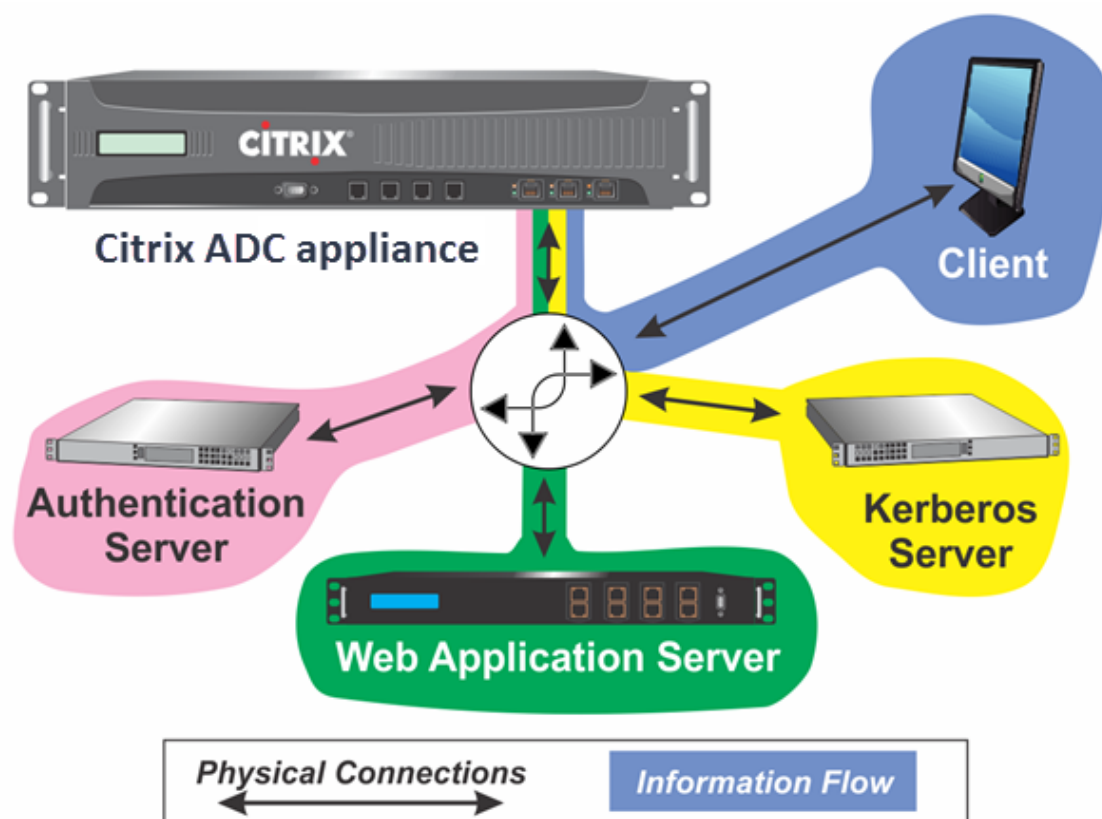 CITRIX®
Citrix ADC appliance
Client
Authentication
Server
Kerberos
Server
Web Application Server
Physical Connections
Information Flow